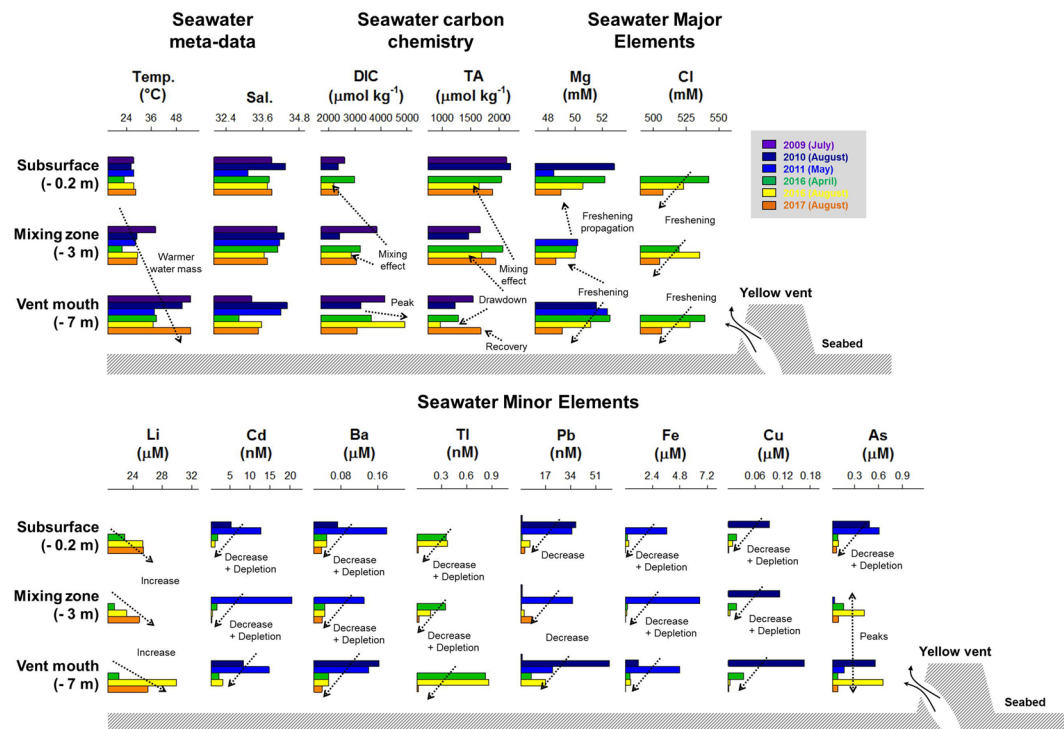 Seawater meta-data
Seawater carbon chemistry
Seawater Major Elements
Temp. (°C)
Sal.
DIC (μmol kg⁻¹)
TA (μmol kg⁻¹)
Mg (mM)
Cl (mM)
24 36 48
32.4 33.6 34.8
2000 3000 4000 5000
1000 1500 2000
48 50 52
500 525 550
2009 (July)
2010 (August)
2011 (May)
2016 (April)
2017 (August)
Subsurface (- 0.2 m)
Mixing zone (- 3 m)
Vent mouth (- 7 m)
Warmer water mass
Mixing effect
Peak
Mixing effect
Drawdown
Recovery
Freshening propagation
Freshening
Freshening
Freshening
Freshening
Yellow vent
Seabed
Seawater Minor Elements
Li (μM)
Cd (nM)
Ba (μM)
Tl (nM)
Pb (nM)
Fe (μM)
Cu (μM)
As (μM)
24 28 32
5 10 15 20
0.08 0.16
0.3 0.6 0.9
17 34 51
2.4 4.8 7.2
0.06 0.12 0.18
0.3 0.6 0.9
Subsurface (- 0.2 m)
Mixing zone (- 3 m)
Vent mouth (- 7 m)
Increase
Increase
Decrease + Depletion
Decrease + Depletion
Decrease + Depletion
Decrease + Depletion
Decrease + Depletion
Decrease + Depletion
Decrease
Decrease
Decrease + Depletion
Decrease + Depletion
Decrease + Depletion
Decrease + Depletion
Decrease + Depletion
Peaks
Yellow vent
Seabed